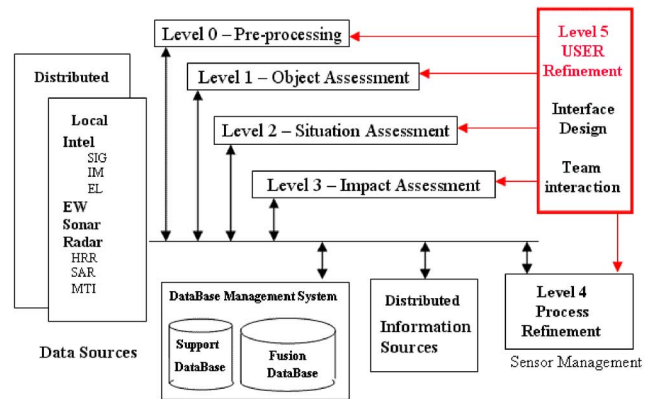 Level 0 – Pre-processing
Level 1 – Object Assessment
Level 2 – Situation Assessment
Level 3 – Impact Assessment
Level 5
USER
Refinement
Interface
Design
Team
interaction
Distributed
Local
Intel
SIG
IM
EL
EW
Sonar
Radar
HRR
SAR
MTI
Data Sources
DataBase Management System
Support
DataBase
Fusion
DataBase
Distributed
Information
Sources
Level 4
Process
Refinement
Sensor Management